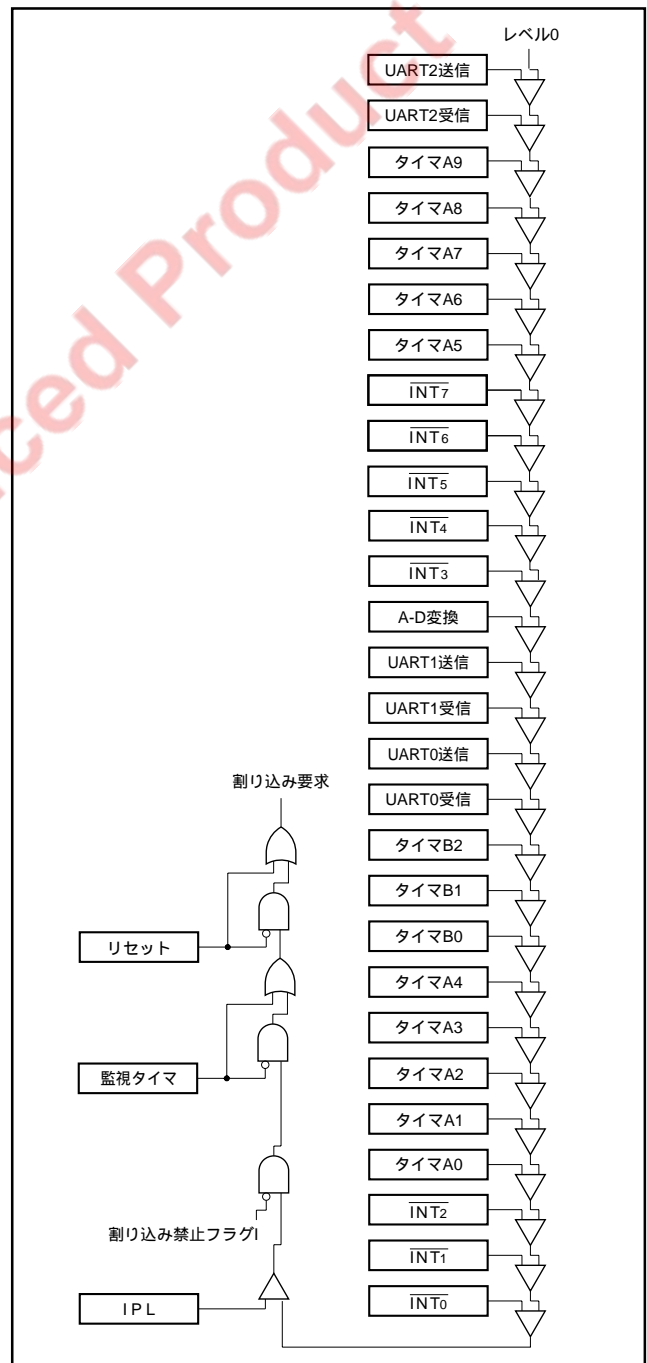 レベル0
UART2送信
UART2受信
タイマA9
タイマA8
タイマA7
タイマA6
タイマA5
INT7
INT6
INT5
INT4
INT3
A-D変換
UART1送信
UART1受信
UART0送信
UART0受信
タイマB2
タイマB1
タイマB0
タイマA4
タイマA3
タイマA2
タイマA1
タイマA0
INT2
INT1
INT0
割り込み要求
リセット
監視タイマ
割り込み禁止フラグI
IPL
ced Product